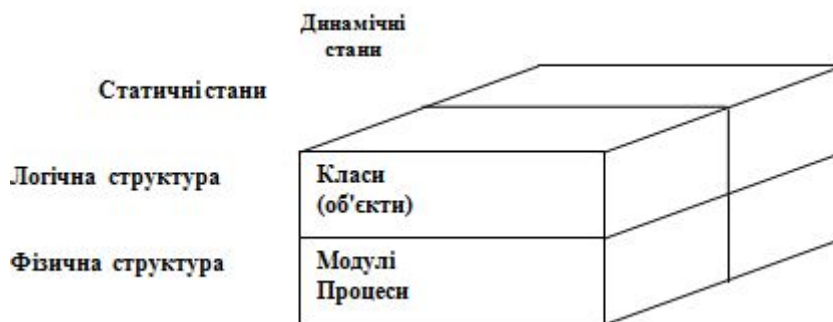 Динамічні
стани
Статичні стани
Логічна структура
Класи
(об'єкти)
Фізична структура
Модулі
Процеси